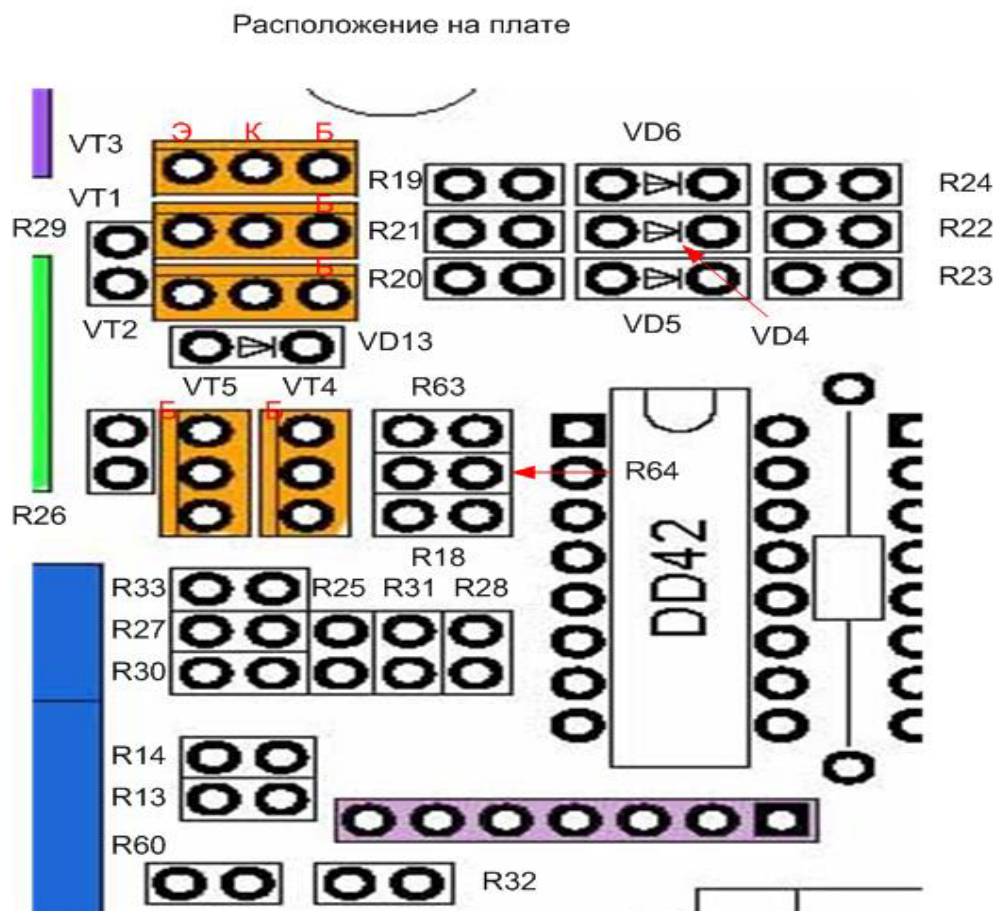 Расположение на плате
Э К Б
VT3
VD6
R19
R24
VT1
Б
R29
R21
R22
Б
R20
R23
VT2
VD13
VD5
VD4
VT5
VT4
R63
Б
Б
R64
R26
DD42
R18
R33
R25
R31
R28
R27
R30
R14
R13
R60
R32